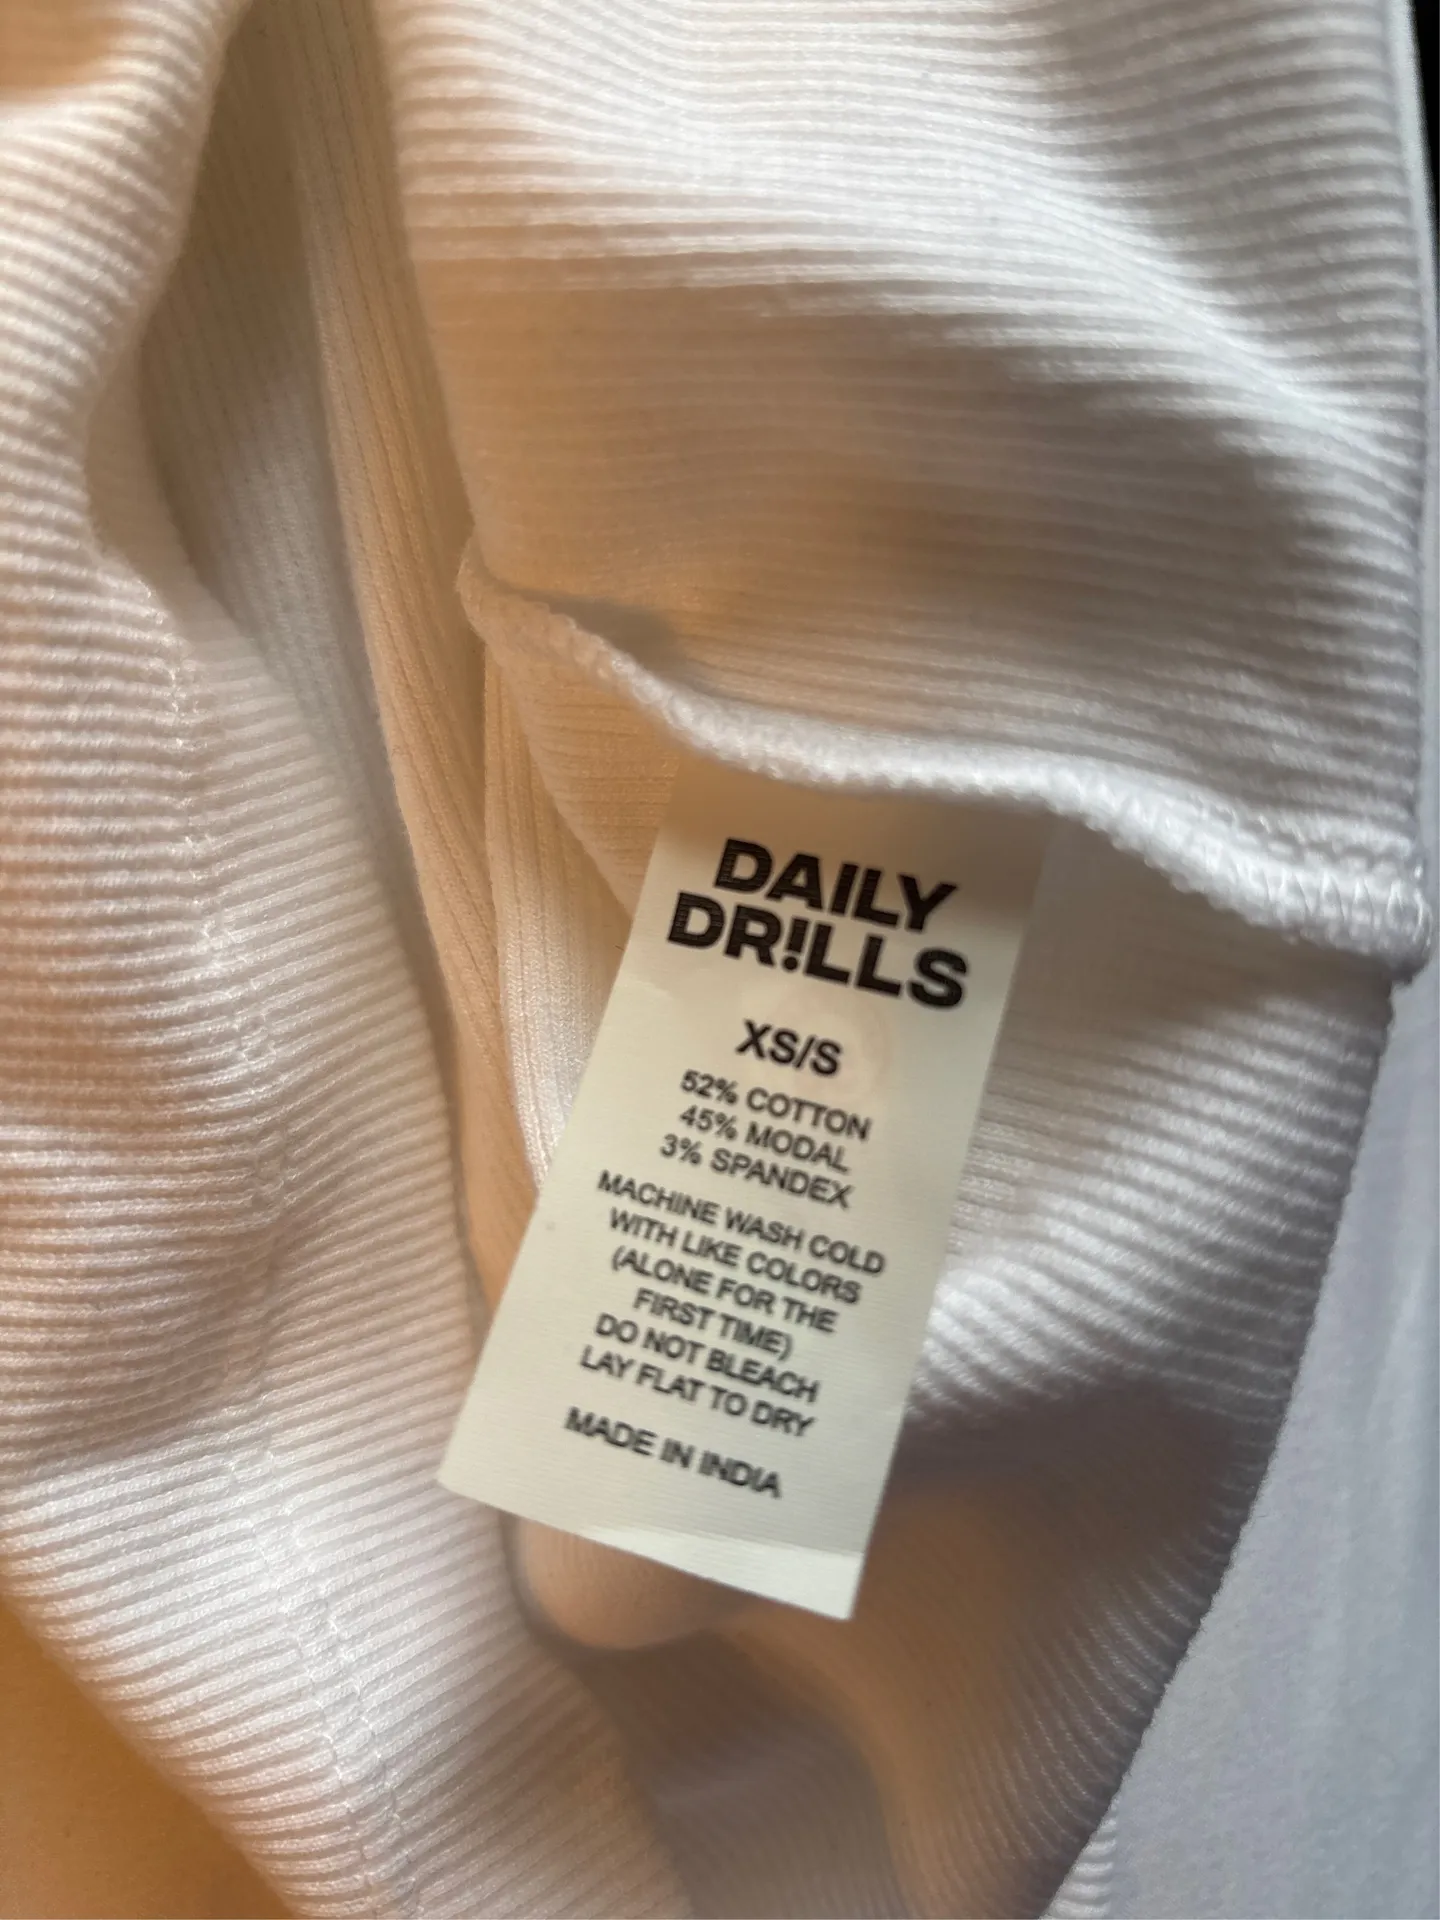 DAILY
DR!LLS
XS/S
52% COTTON
45% MODAL
3% SPANDEX
MACHINE WASH COLD
WITH LIKE COLORS
(ALONE FOR THE
FIRST TIME)
DO NOT BLEACH
LAY FLAT TO DRY
MADE IN INDIA